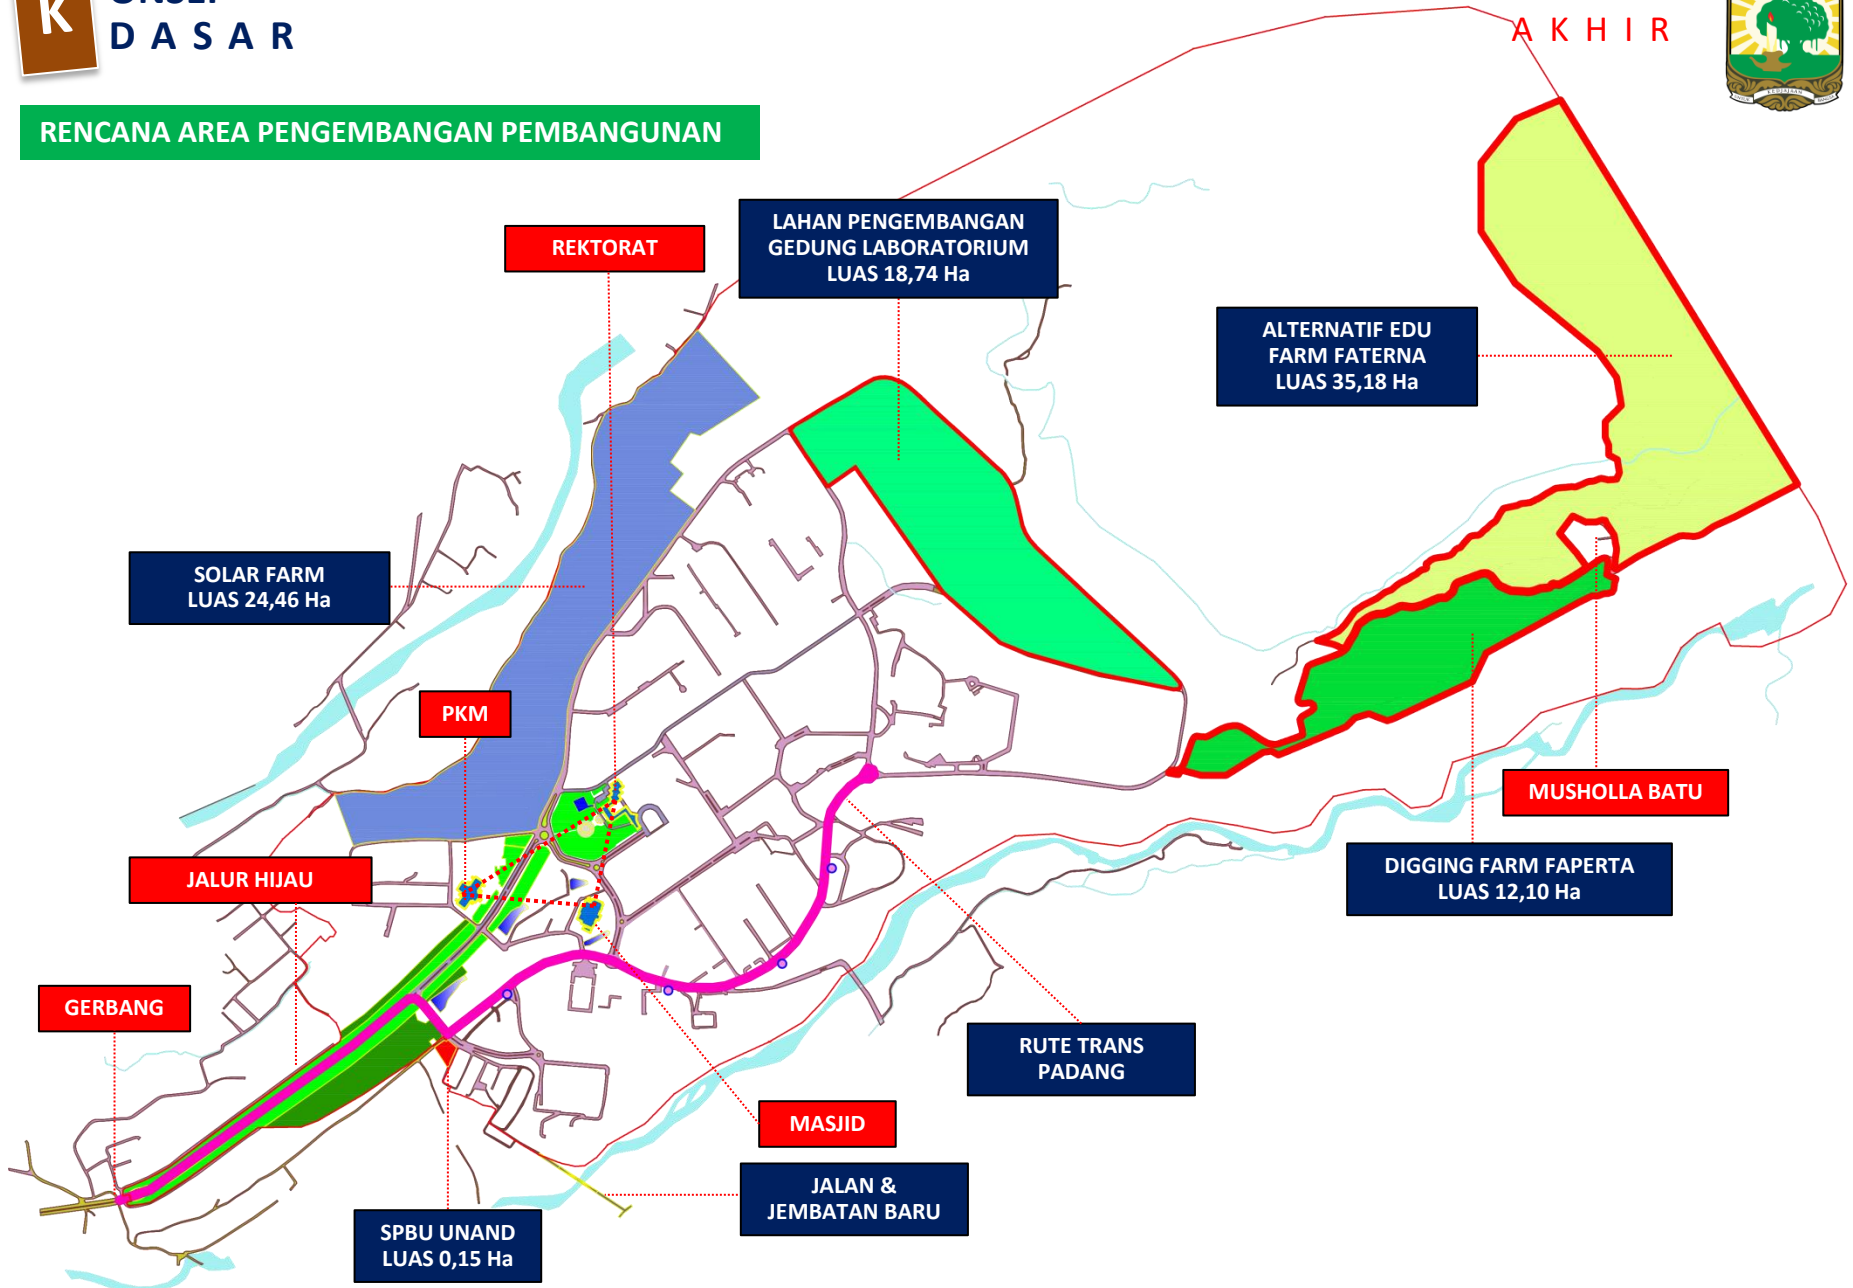 K
DASAR
AKHIR
RENCANA AREA PENGEMBANGAN PEMBANGUNAN
REKTORAT
LAHAN PENGEMBANGAN
GEDUNG LABORATORIUM
LUAS 18,74 Ha
ALTERNATIF EDU
FARM FATERNA
LUAS 35,18 Ha
SOLAR FARM
LUAS 24,46 Ha
PKM
MUSHOLLA BATU
JALUR HIJAU
DIGGING FARM FAPERTA
LUAS 12,10 Ha
GERBANG
RUTE TRANS
PADANG
MASJID
JALAN &
JEMBATAN BARU
SPBU UNAND
LUAS 0,15 Ha